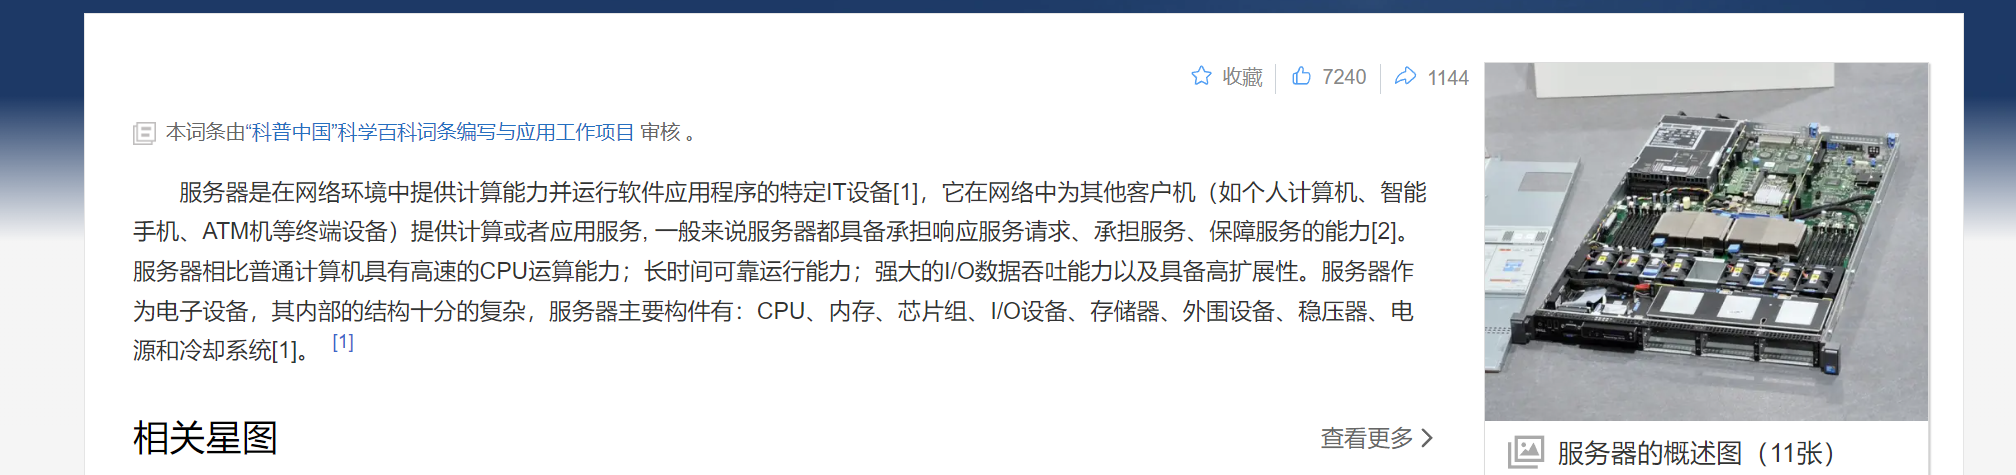 收藏 7240 1144
本词条由“科普中国”科学百科词条编写与应用工作项目 审核 。
服务器是在网络环境中提供计算能力并运行软件应用程序的特定IT设备[1]，它在网络中为其他客户机（如个人计算机、智能
手机、ATM机等终端设备）提供计算或者应用服务, 一般来说服务器都具备承担响应服务请求、承担服务、保障服务的能力[2]。
服务器相比普通计算机具有高速的CPU运算能力；长时间可靠运行能力；强大的I/O数据吞吐能力以及具备高扩展性。服务器作
为电子设备，其内部的结构十分的复杂，服务器主要构件有：CPU、内存、芯片组、I/O设备、存储器、外围设备、稳压器、电
源和冷却系统[1]。 [1]
相关星图
查看更多
服务器的概述图（11张）